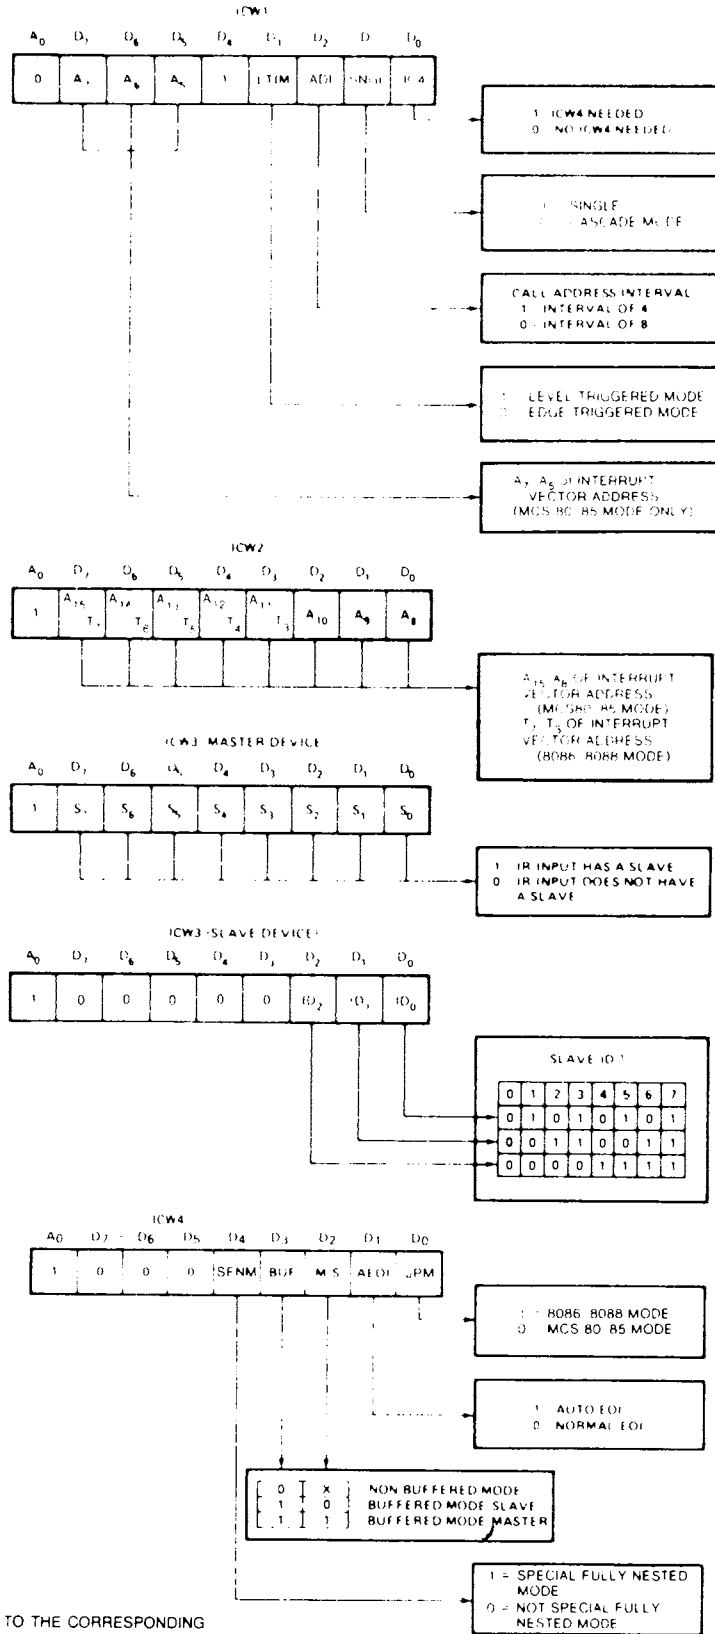 ICW1
A0 D7 D6 D5 D4 D1 D2 D D0
0 A7 A6 A5 1 LTIM ADI SNGL IC4
1 ICW4 NEEDED
0 NO ICW4 NEEDED
SINGLE
CASCADE MODE
CALL ADDRESS INTERVAL
1 INTERVAL OF 4
0 INTERVAL OF 8
1 LEVEL TRIGGERED MODE
0 EDGE TRIGGERED MODE
A7 A5 OF INTERRUPT
VECTOR ADDRESS
(MCS 80 85 MODE ONLY)
ICW2
A0 D7 D6 D5 D4 D3 D2 D1 D0
1 A15 T7 A14 T6 A13 T5 A12 T4 A11 T3 A10 A9 A8
A15 A8 OF INTERRUPT
VECTOR ADDRESS
(MCS80 85 MODE)
T7 T3 OF INTERRUPT
VECTOR ADDRESS
(8086 8088 MODE)
ICW3 MASTER DEVICE
A0 D7 D6 D5 D4 D3 D2 D1 D0
1 S7 S6 S5 S4 S3 S2 S1 S0
1 IR INPUT HAS A SLAVE
0 IR INPUT DOES NOT HAVE
A SLAVE
ICW3 (SLAVE DEVICE)
A0 D7 D6 D5 D4 D3 D2 D1 D0
1 0 0 0 0 0 ID2 ID1 ID0
SLAVE ID 1
0 1 2 3 4 5 6 7
0 1 0 1 0 1 0 1
0 0 1 1 0 0 1 1
0 0 0 0 1 1 1 1
ICW4
A0 D7 D6 D5 D4 D3 D2 D1 D0
1 0 0 0 SFNM BUF M/S AEOI µPM
1 8086 8088 MODE
0 MCS 80 85 MODE
1 AUTO EOI
0 NORMAL EOI
0 X NON BUFFERED MODE
1 0 BUFFERED MODE SLAVE
1 1 BUFFERED MODE MASTER
1 = SPECIAL FULLY NESTED
MODE
0 = NOT SPECIAL FULLY
NESTED MODE
TO THE CORRESPONDING